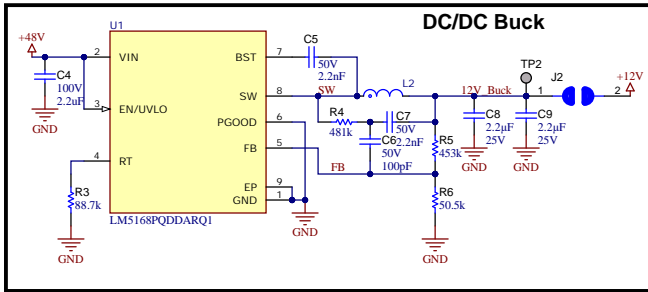 DC/DC Buck
U1
+48V
2
VIN
BST
7
C5
50V
2.2nF
TP2
C4
100V
2.2uF
GND
3
EN/UVLO
SW
8
SW
L2
12V_Buck
1
J2
2
+12V
R4
481k
C7
50V
2.2nF
C8
2.2µF
25V
GND
C9
2.2µF
25V
GND
PGOOD
6
C6
50V
100pF
R5
453k
4
RT
FB
5
FB
R3
88.7k
GND
EP
9
GND
1
GND
R6
50.5k
GND
LM5168PQDDARQ1